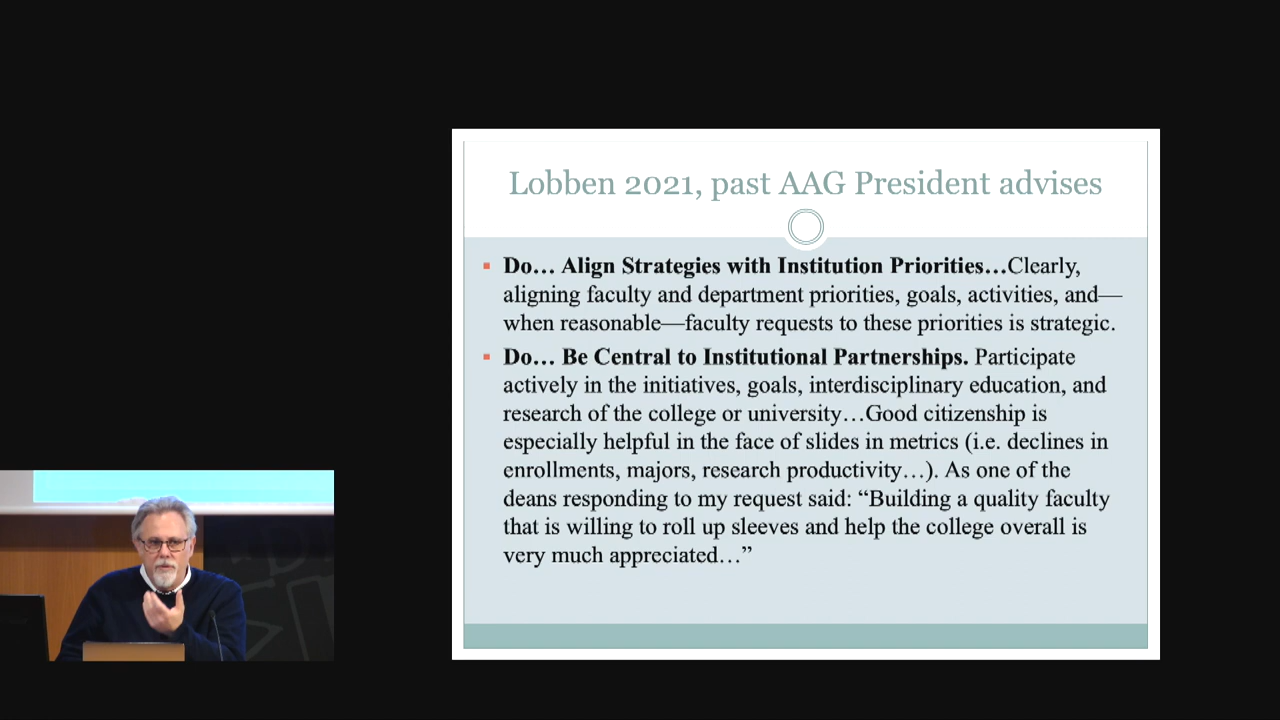 Lobben 2021, past AAG President advises
Do… Align Strategies with Institution Priorities…Clearly,
aligning faculty and department priorities, goals, activities, and—
when reasonable—faculty requests to these priorities is strategic.
Do… Be Central to Institutional Partnerships. Participate
actively in the initiatives, goals, interdisciplinary education, and
research of the college or university…Good citizenship is
especially helpful in the face of slides in metrics (i.e. declines in
enrollments, majors, research productivity…). As one of the
deans responding to my request said: “Building a quality faculty
that is willing to roll up sleeves and help the college overall is
very much appreciated…”